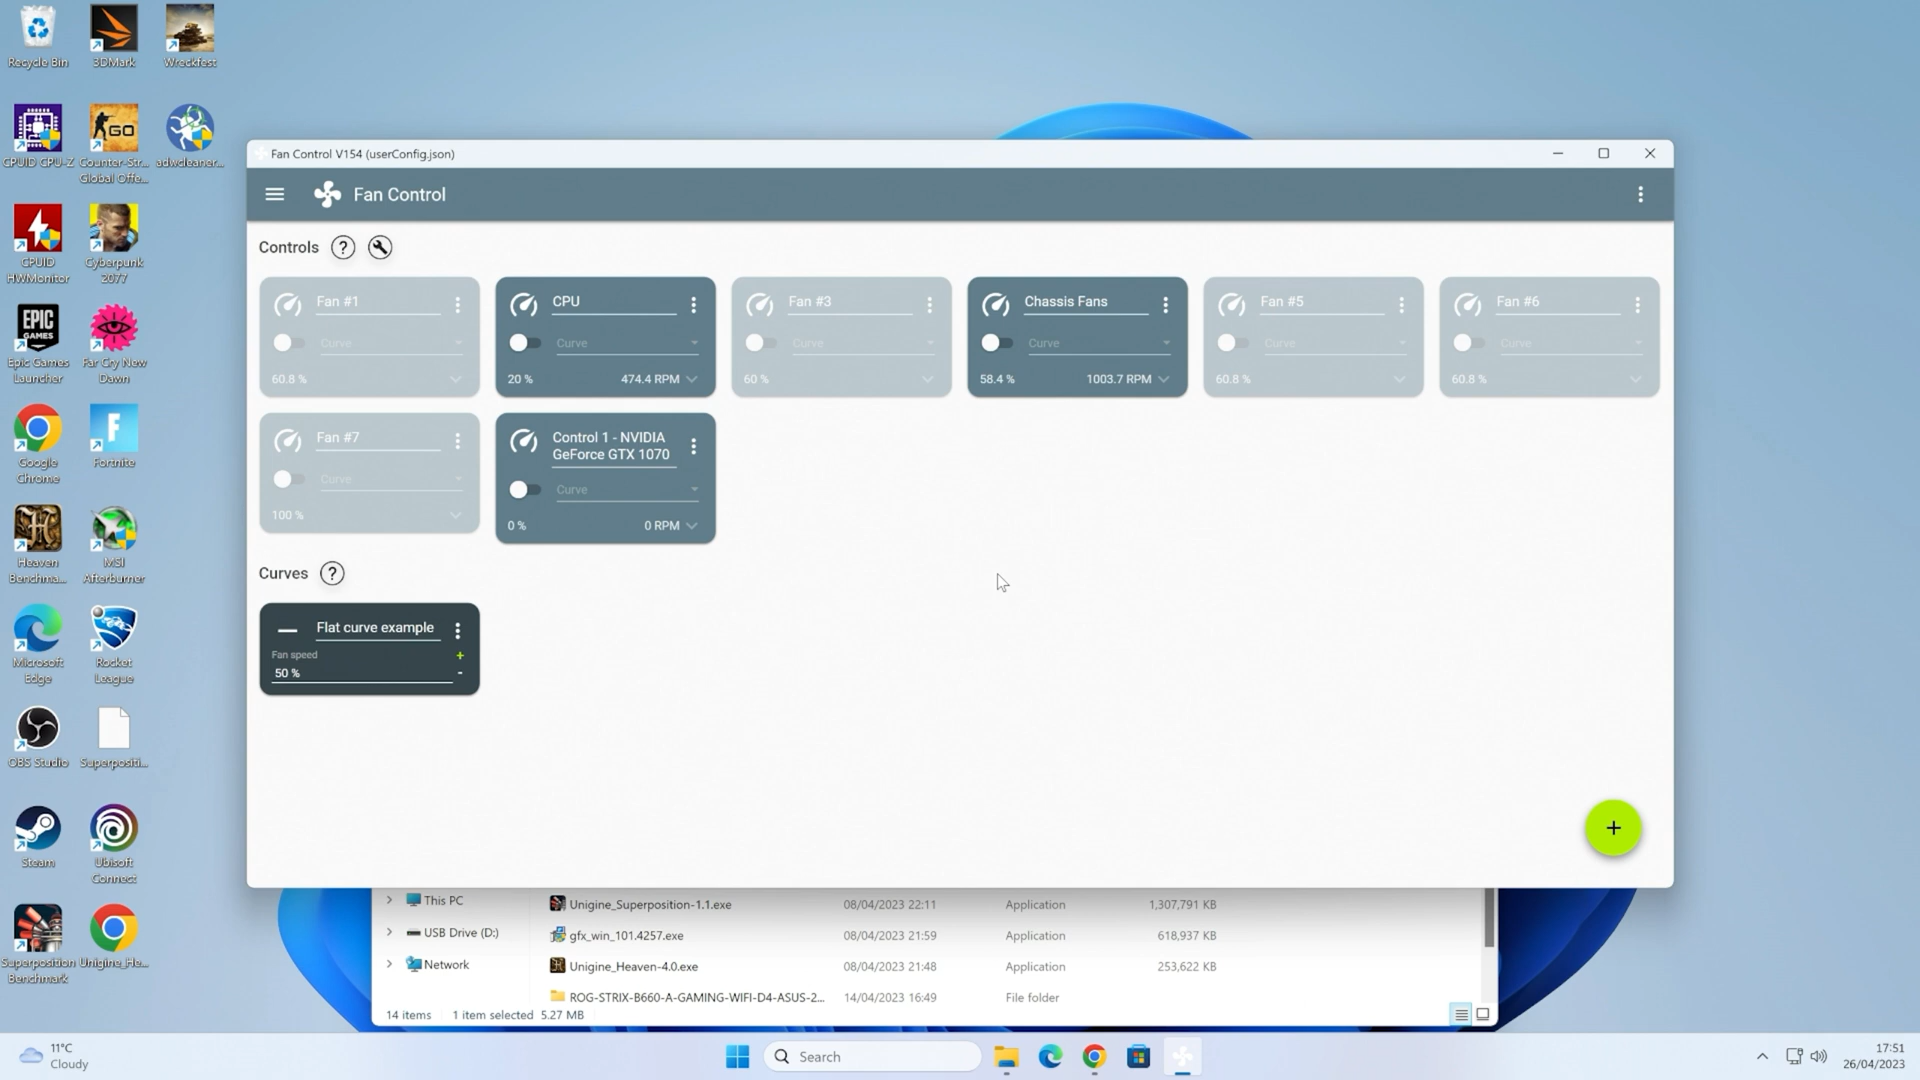 Recycle Bin
3DMark
Wreckfest
CPUID CPU-Z
Counter-Str...
Global Offe...
adwcleaner...
CPUID
HWMonitor
Cyberpunk
2077
Epic Games
Launcher
Far Cry New
Dawn
Google
Chrome
Fortnite
Heaven
Benchma...
MSI
Afterburner
Microsoft
Edge
Rocket
League
OBS Studio
Superpositi...
Steam
Ubisoft
Connect
Superposition
Benchmark
Unigine_He...
Fan Control V154 (userConfig.json)
Fan Control
Controls
?
Fan #1
Curve
60.8 %
CPU
Curve
20 %
474.4 RPM
Fan #3
Curve
60 %
Chassis Fans
Curve
58.4 %
1003.7 RPM
Fan #5
Curve
60.8 %
Fan #6
Curve
60.8 %
Fan #7
Curve
100 %
Control 1 - NVIDIA
GeForce GTX 1070
Curve
0 %
0 RPM
Curves
?
Flat curve example
Fan speed
+
50 %
-
+
This PC
Unigine_Superposition-1.1.exe
08/04/2023 22:11
Application
1,307,791 KB
USB Drive (D:)
gfx_win_101.4257.exe
08/04/2023 21:59
Application
618,937 KB
Network
Unigine_Heaven-4.0.exe
08/04/2023 21:48
Application
253,622 KB
ROG-STRIX-B660-A-GAMING-WIFI-D4-ASUS-2...
14/04/2023 16:49
File folder
14 items
1 item selected 5.27 MB
11°C
Cloudy
Search
17:51
26/04/2023
EPIC
GAMES
GO
F